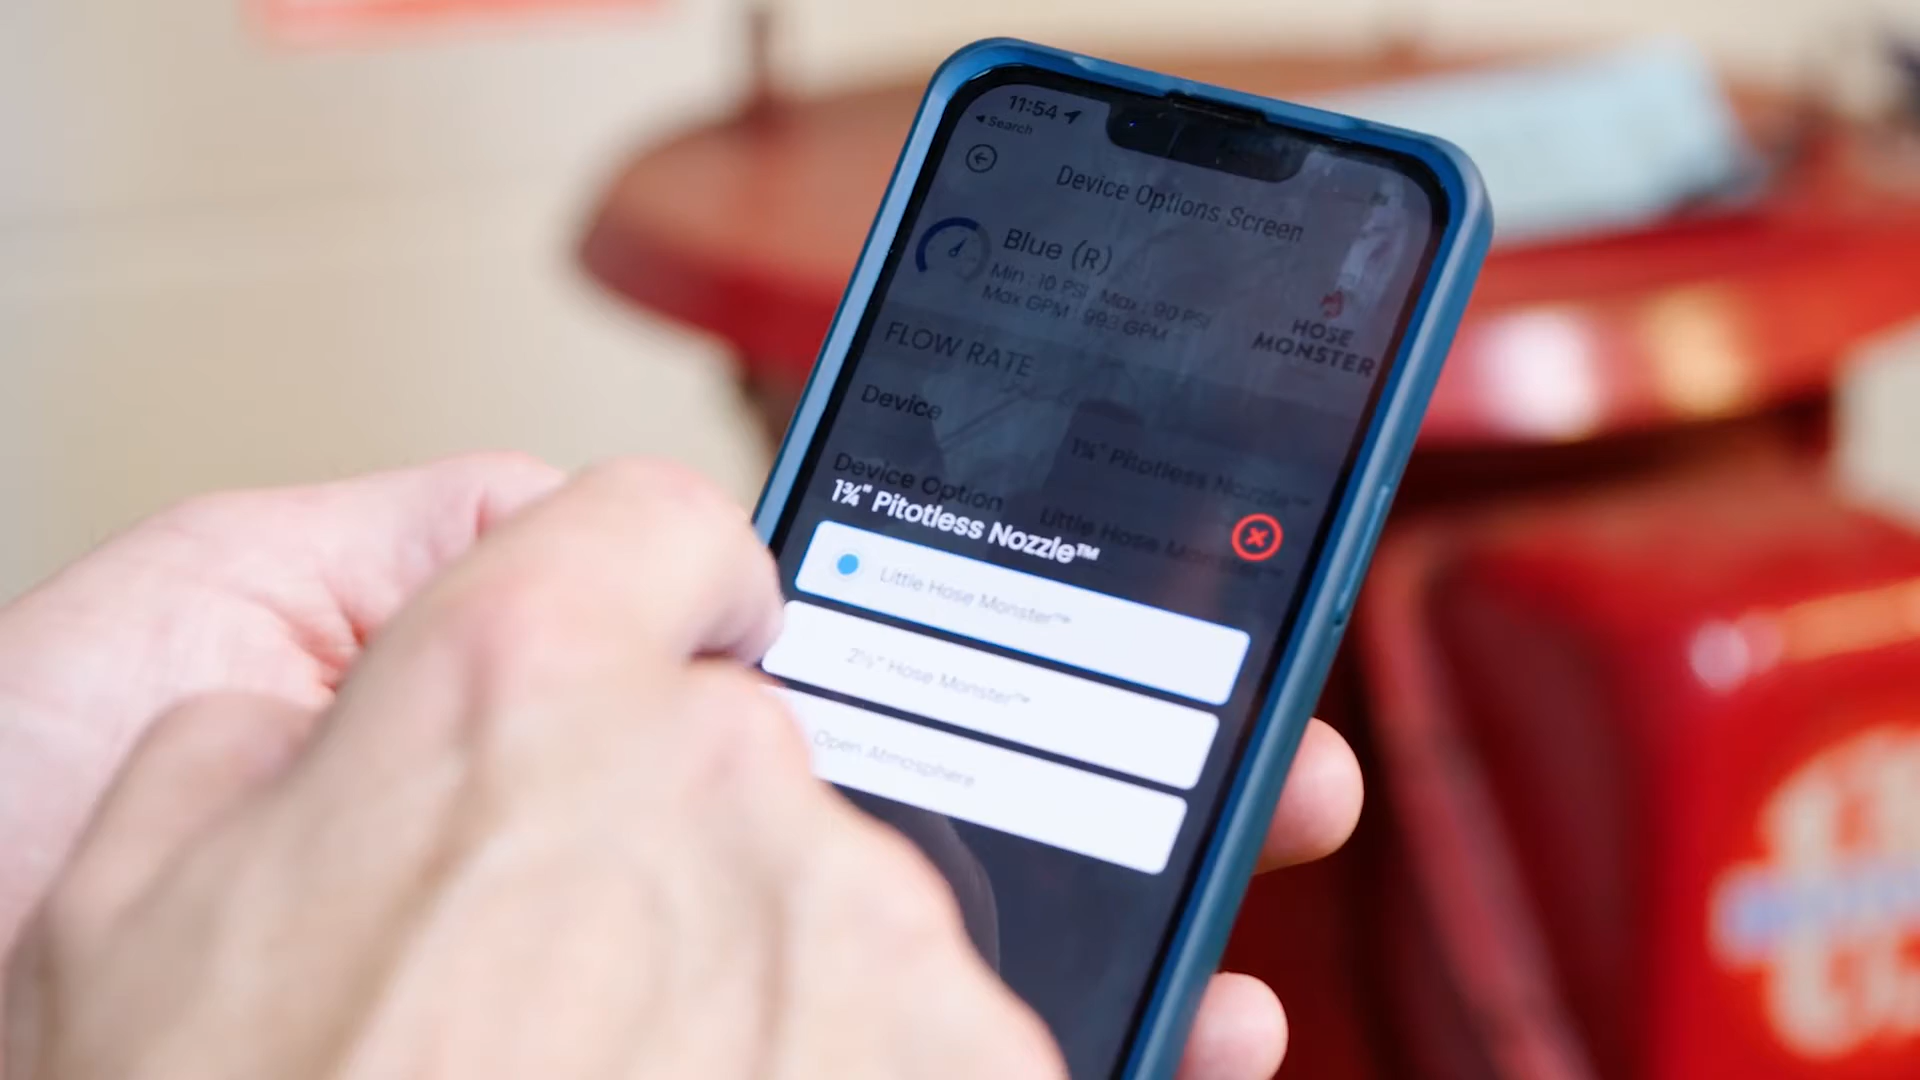 11:54
◀ Search
Device Options Screen
Blue (R)
Min : 10 PSI Max : 90 PSI
Max GPM : 993 GPM
HOSE
MONSTER
FLOW RATE
Device
1¾" Pitotless Nozzle™
Device Option
Little Hose Monster™
1¾" Pitotless Nozzle™
Little Hose Monster™
2½" Hose Monster™
Open Atmosphere